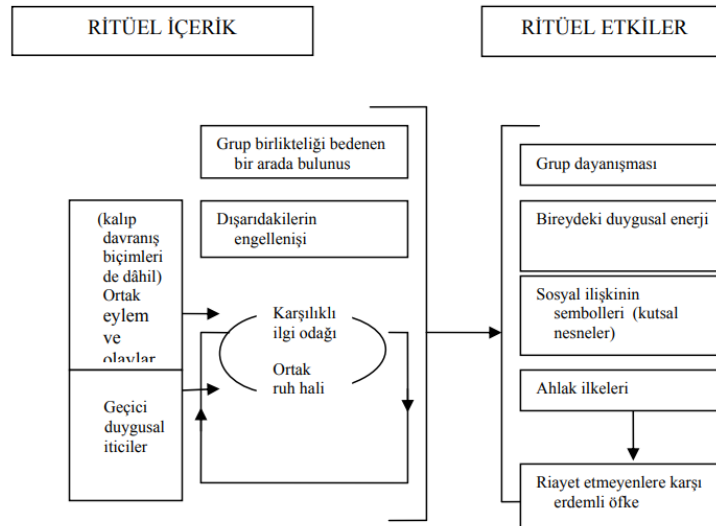 RİTÜEL İÇERİK
RİTÜEL ETKİLER
Grup birlikteliği bedenen
bir arada bulunus
Dışarıdakilerin
engellenişi
(kalıp
davranış
biçimleri
de dâhil)
Ortak
eylem
ve
olaylar
Geçici
duygusal
iticiler
Karşılıklı
ilgi odağı
Ortak
ruh hali
Grup dayanışması
Bireydeki duygusal enerji
Sosyal ilişkinin
sembolleri (kutsal
nesneler)
Ahlak ilkeleri
Riayet etmeyenlere karşı
erdemli öfke